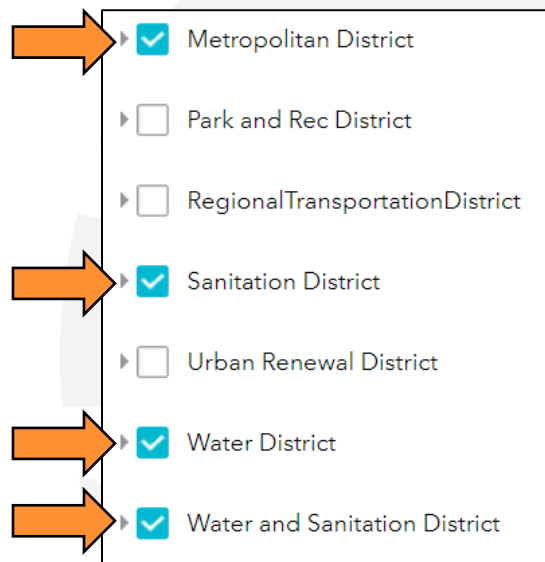 Metropolitan District
Park and Rec District
RegionalTransportationDistrict
Sanitation District
Urban Renewal District
Water District
Water and Sanitation District